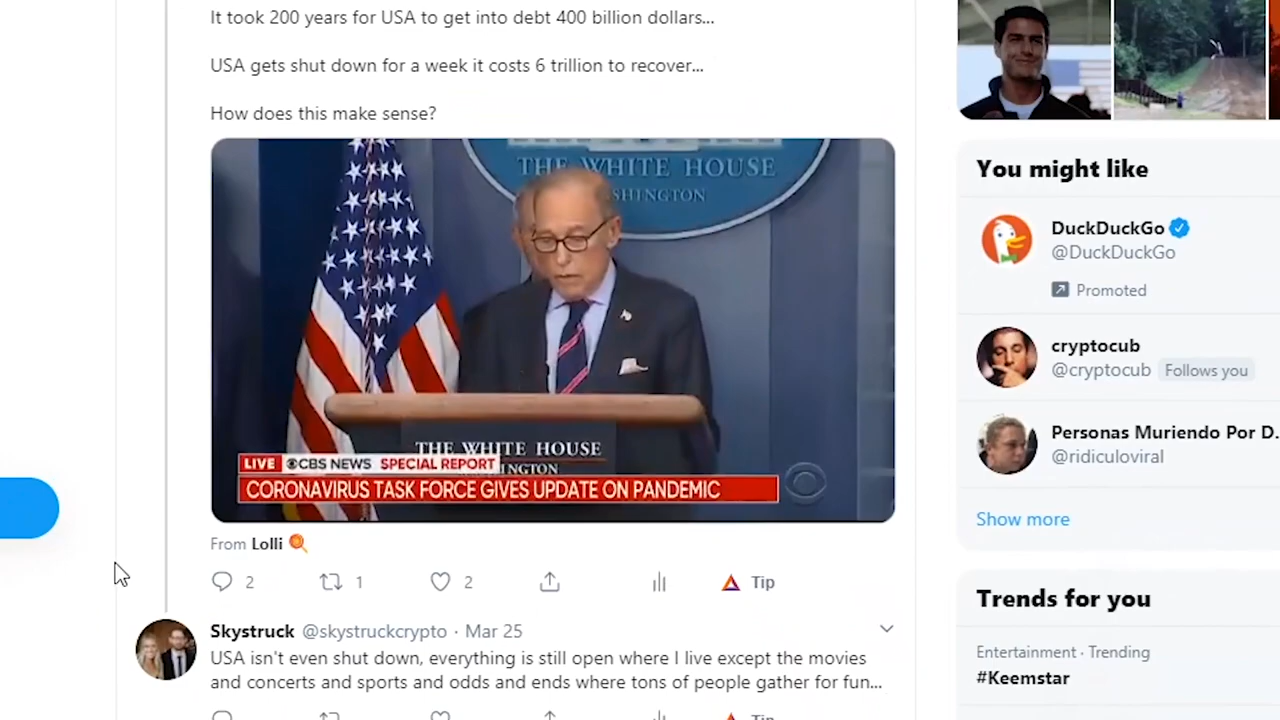 It took 200 years for USA to get into debt 400 billion dollars...
USA gets shut down for a week it costs 6 trillion to recover...
How does this make sense?
THE WHITE HOUSE
SHINGTON
THE WHITE HOUSE
INGTON
LIVE CBS NEWS SPECIAL REPORT
CORONAVIRUS TASK FORCE GIVES UPDATE ON PANDEMIC
From Lolli
2 1 2 Tip
Skystruck @skystruckcrypto · Mar 25
USA isn't even shut down, everything is still open where I live except the movies
and concerts and sports and odds and ends where tons of people gather for fun...
Tip
You might like
DuckDuckGo
@DuckDuckGo
Promoted
cryptocub
@cryptocub Follows you
Personas Muriendo Por D...
@ridiculoviral
Show more
Trends for you
Entertainment · Trending
#Keemstar